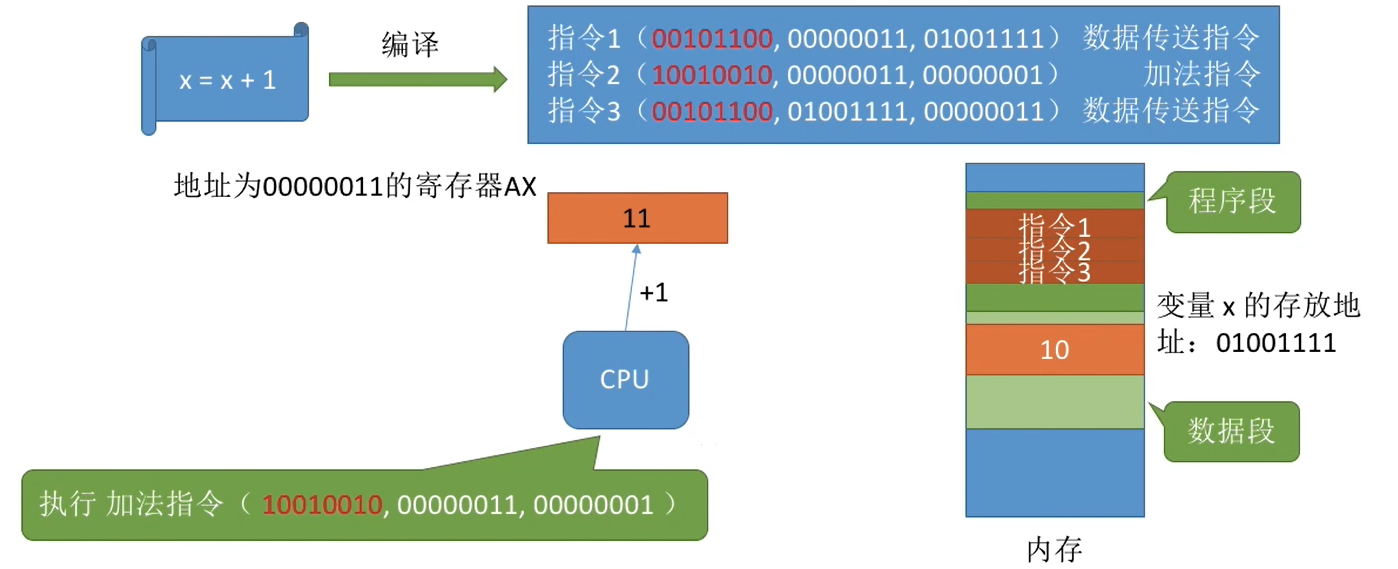 x = x + 1
编译
指令1（00101100, 00000011, 01001111） 数据传送指令
指令2（10010010, 00000011, 00000001） 加法指令
指令3（00101100, 01001111, 00000011） 数据传送指令
地址为00000011的寄存器AX
11
+1
CPU
执行 加法指令（ 10010010, 00000011, 00000001 ）
程序段
指令1
指令2
指令3
变量 x 的存放地
址：01001111
10
数据段
内存